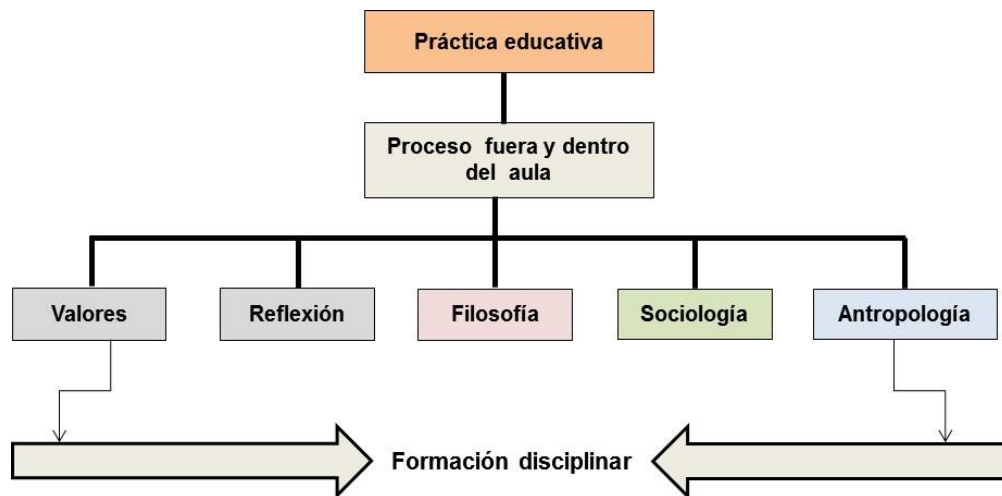 Práctica educativa
Proceso fuera y dentro
del aula
Valores
Reflexión
Filosofía
Sociología
Antropología
Formación disciplinar